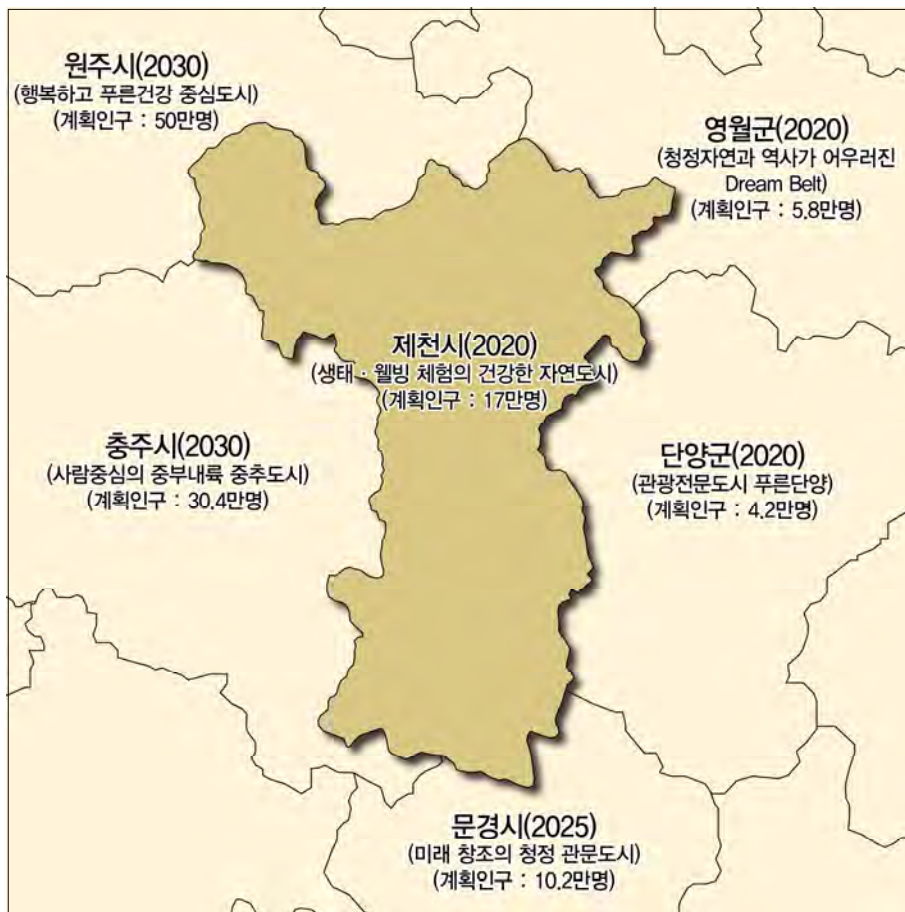 원주시(2030)
(행복하고 푸른건강 중심도시)
(계획인구 : 50만명)
영월군(2020)
(청정자연과 역사가 어우러진
Dream Belt)
(계획인구 : 5.8만명)
제천시(2020)
(생태 · 웰빙 체험의 건강한 자연도시)
(계획인구 : 17만명)
충주시(2030)
(사람중심의 중부내륙 중추도시)
(계획인구 : 30.4만명)
단양군(2020)
(관광전문도시 푸른단양)
(계획인구 : 4.2만명)
문경시(2025)
(미래 창조의 청정 관문도시)
(계획인구 : 10.2만명)